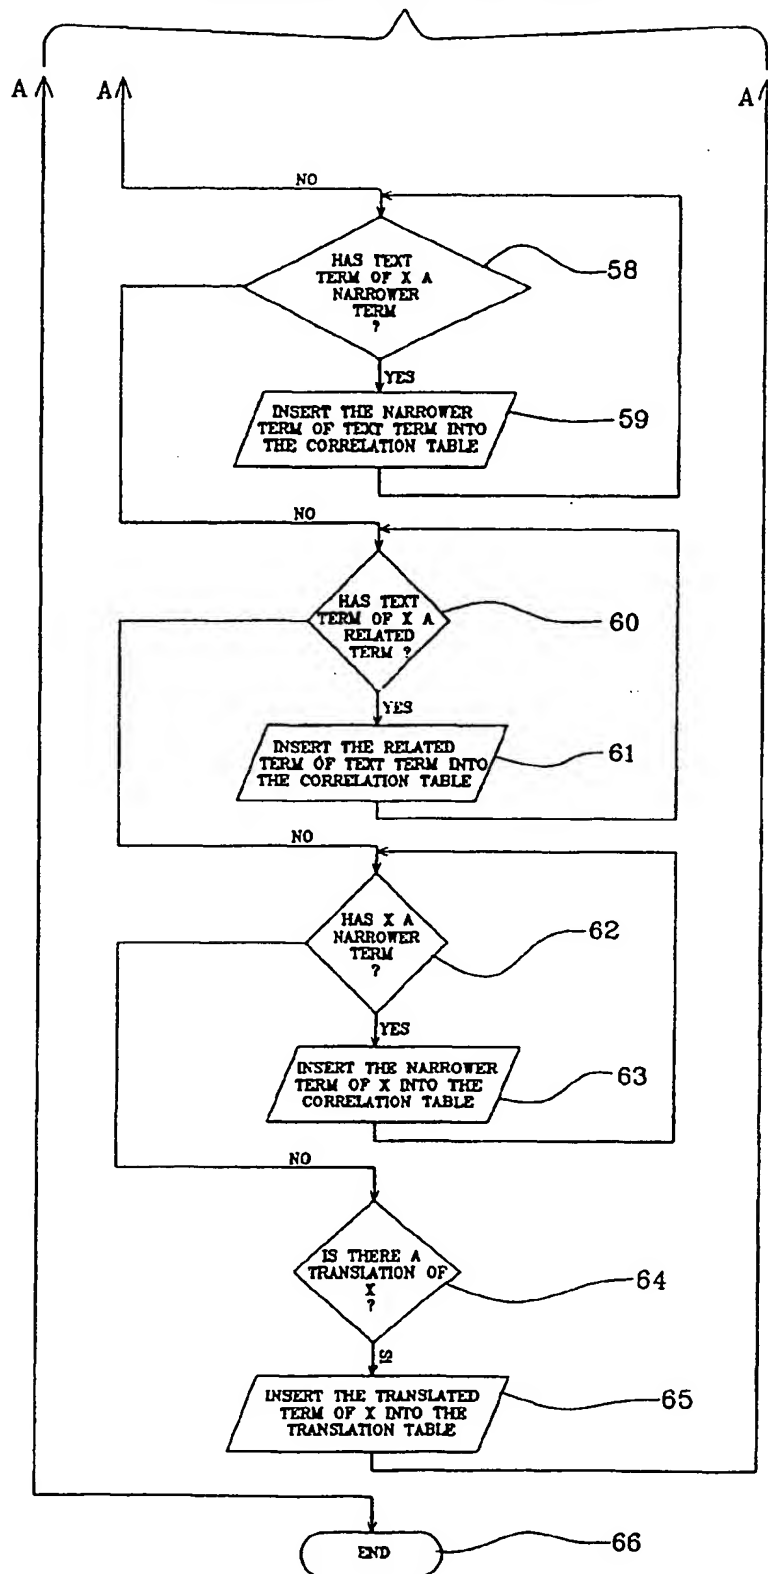 A
A
A
NO
HAS TEXT
TERM OF X A
NARROWER
TERM
?
58
YES
INSERT THE NARROWER
TERM OF TEXT TERM INTO
THE CORRELATION TABLE
59
NO
HAS TEXT
TERM OF X A
RELATED
TERM ?
60
YES
INSERT THE RELATED
TERM OF TEXT TERM INTO
THE CORRELATION TABLE
61
NO
HAS X A
NARROWER
TERM
?
62
YES
INSERT THE NARROWER
TERM OF X INTO THE
CORRELATION TABLE
63
NO
IS THERE A
TRANSLATION OF
X
?
64
SI
INSERT THE TRANSLATED
TERM OF X INTO THE
TRANSLATION TABLE
65
END
66